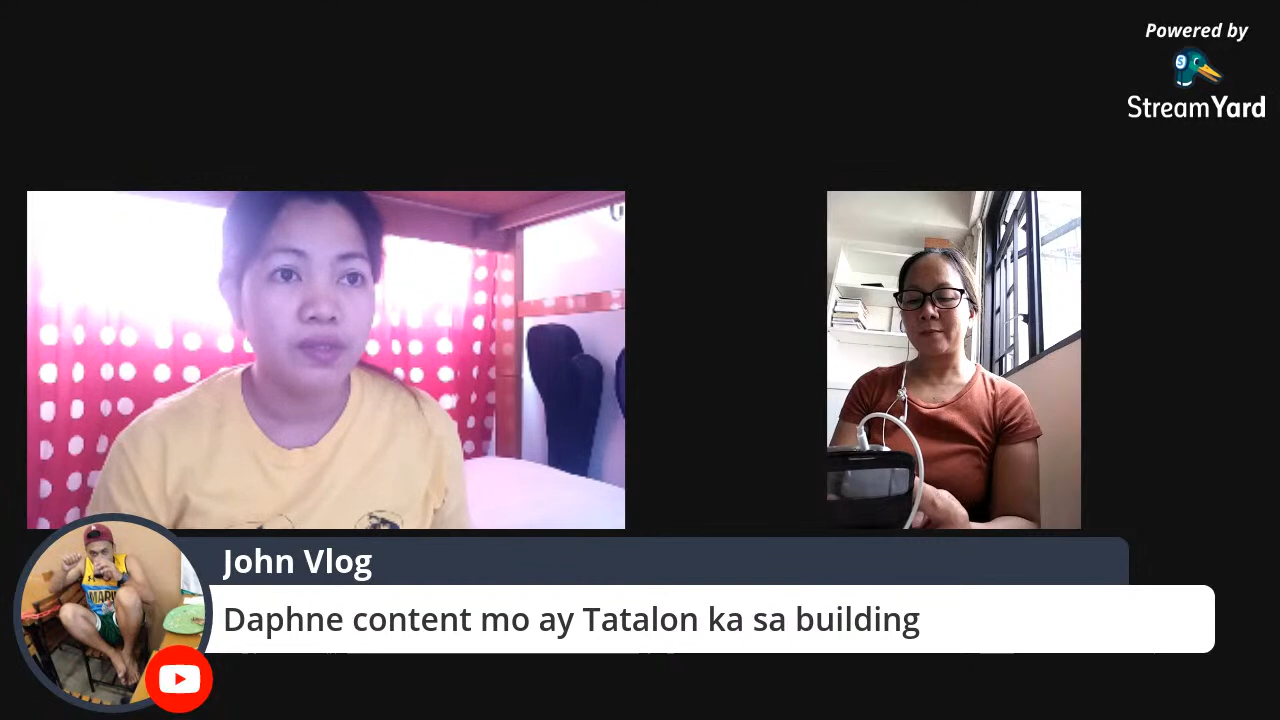 Powered by
StreamYard
John Vlog
Daphne content mo ay Tatalon ka sa building